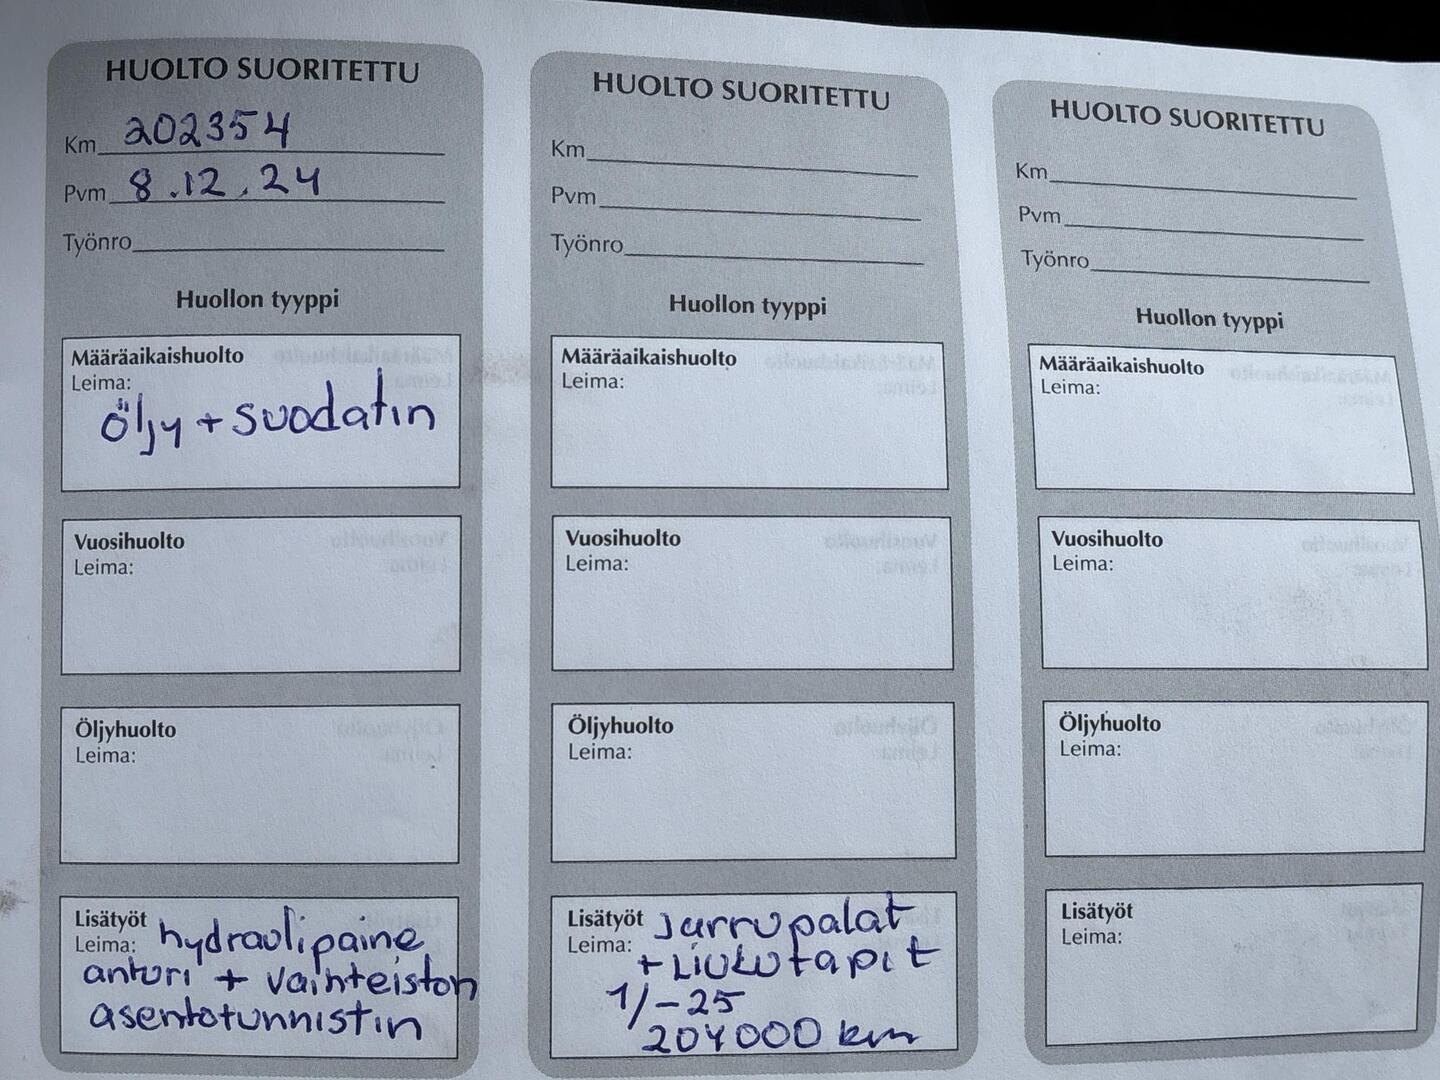 HUOLTO SUORITETTU
Km 202354
Pvm 8.12.24
Työnro
Huollon tyyppi
Määräaikaishuolto
Leima:
Öljy + suodatin
Vuosihuolto
Leima:
Öljyhuolto
Leima:
Lisätyöt
Leima: hydraulipaine
anturi + vaihteiston
asentotunnistin
HUOLTO SUORITETTU
Km
Pvm
Työnro
Huollon tyyppi
Määräaikaishuolto
Leima:
Vuosihuolto
Leima:
Öljyhuolto
Leima:
Lisätyöt Jarrupalat
Leima: + Liukutapit
1/-25
204000 km
HUOLTO SUORITETTU
Km
Pvm
Työnro
Huollon tyyppi
Määräaikaishuolto
Leima:
Vuosihuolto
Leima:
Öljyhuolto
Leima:
Lisätyöt
Leima: